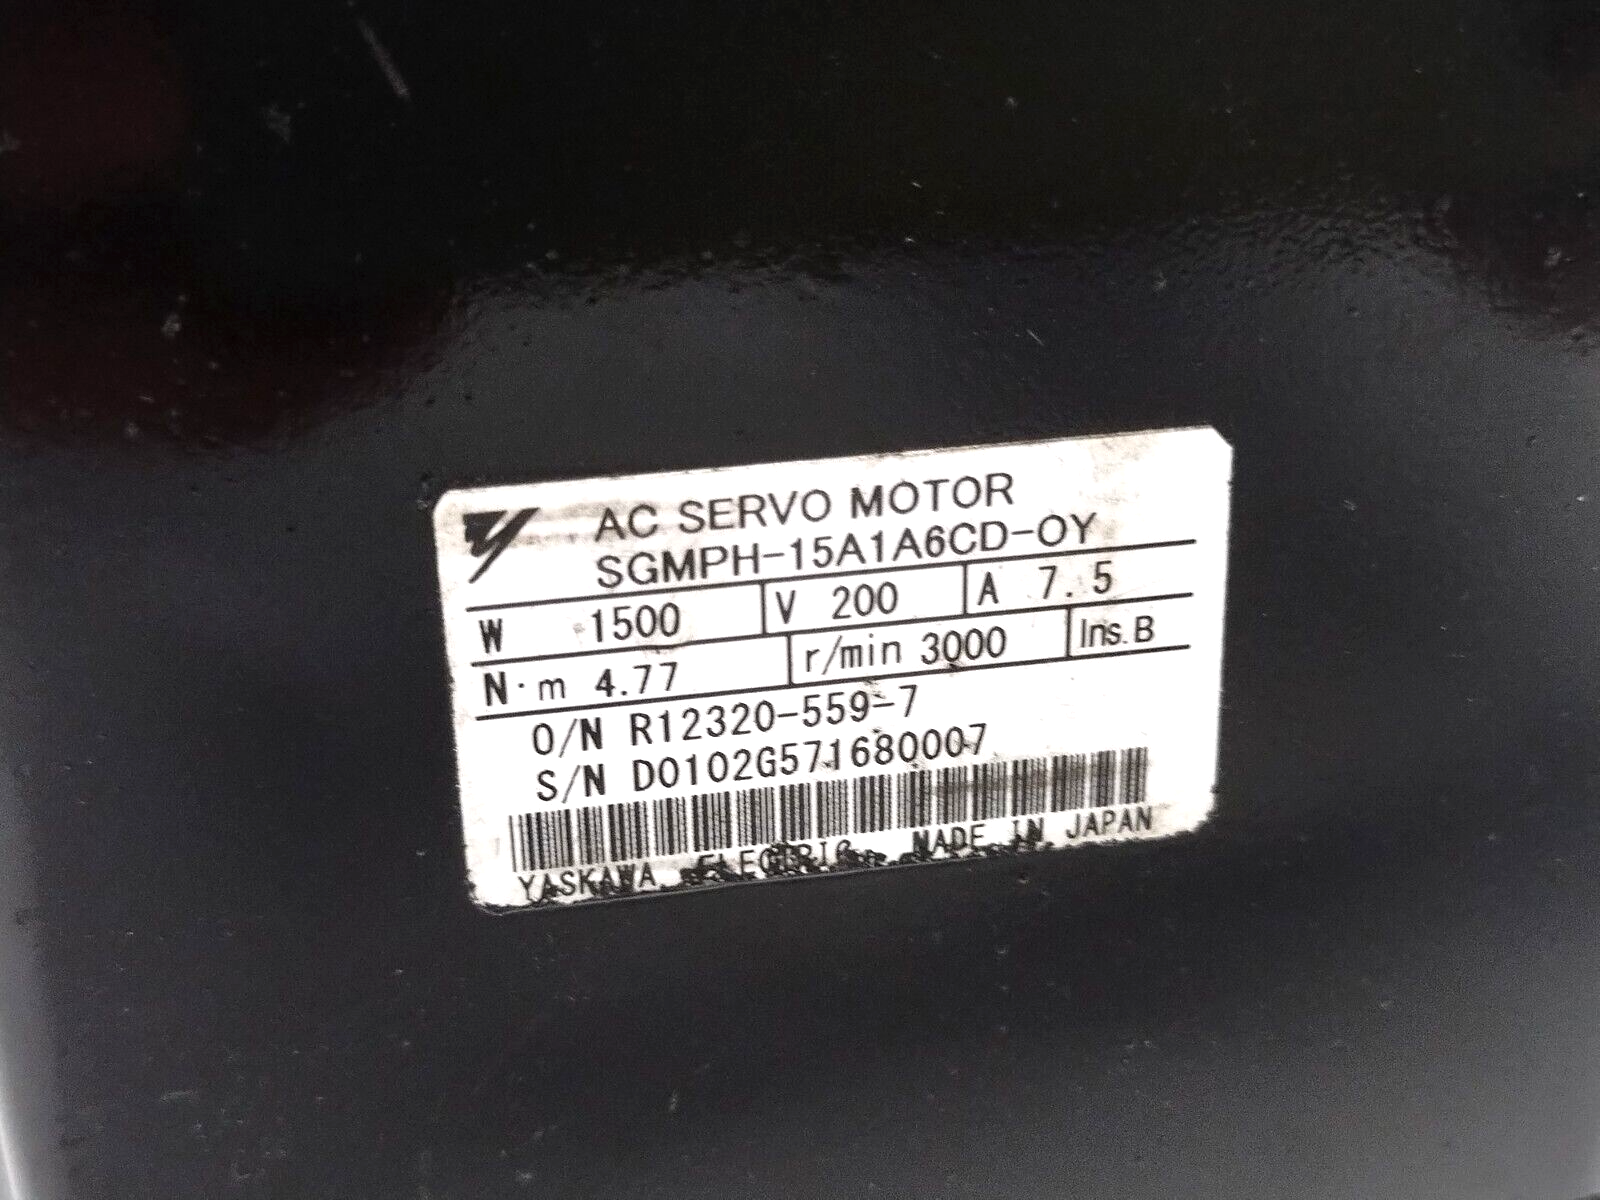 AC SERVO MOTOR
SGMPH-15A1A6CD-OY
W 1500 V 200 A 7.5
N·m 4.77 r/min 3000 Ins. B
O/N R12320-559-7
S/N D0102G571680007
YASKAWA ELECTRIC MADE IN JAPAN